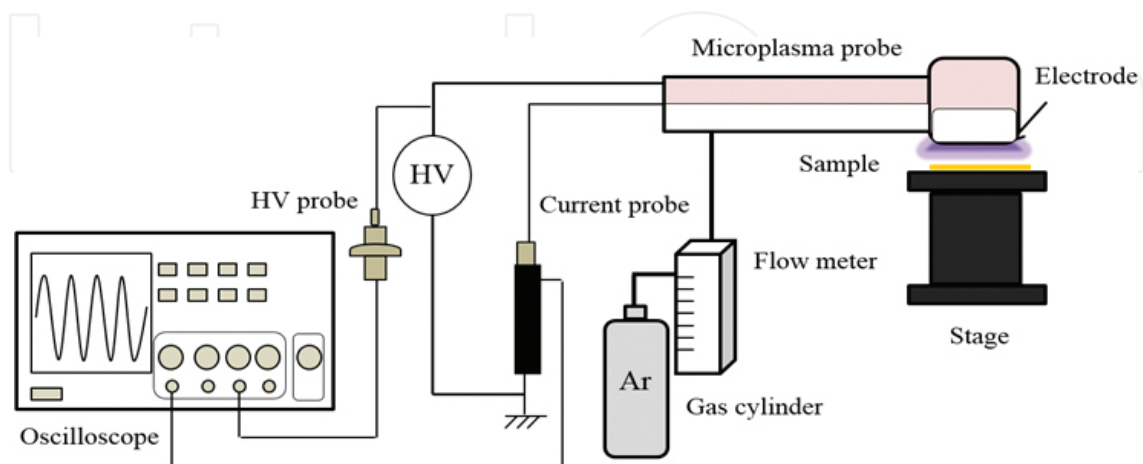 Microplasma probe
Electrode
HV
Sample
HV probe
Current probe
Flow meter
Stage
Ar
Gas cylinder
Oscilloscope